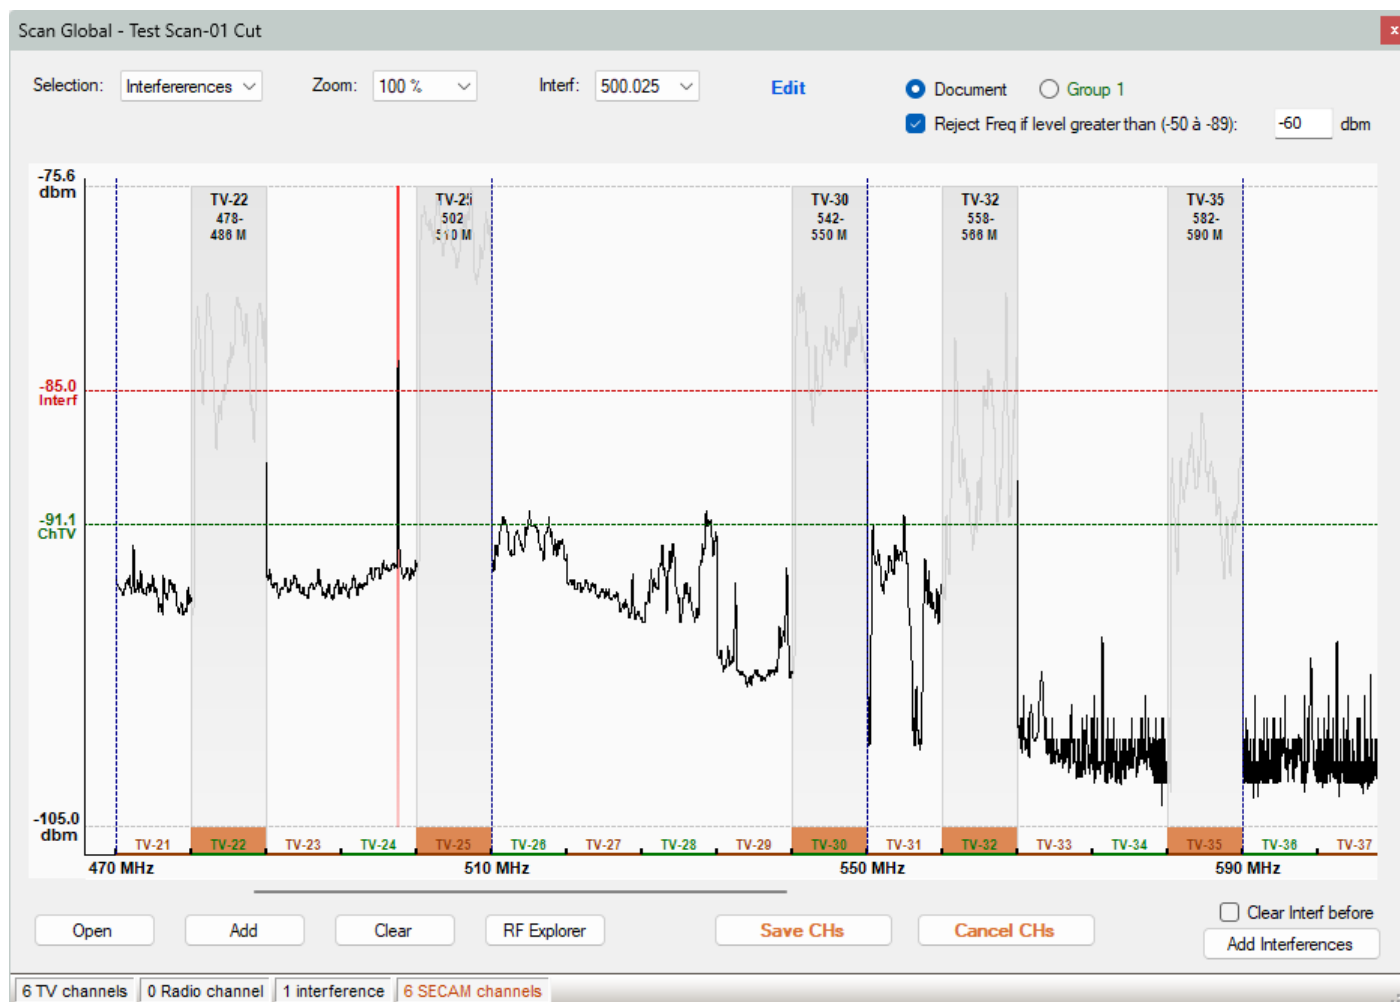 Scan Global - Test Scan-01 Cut
x
Selection: Interfererences Zoom: 100 % Interf: 500.025 Edit Document Group 1
Reject Freq if level greater than (-50 à -89): -60 dbm
-75.6
dbm
TV-22
478-
486 M
TV-25
502
510 M
TV-30
542-
550 M
TV-32
558-
566 M
TV-35
582-
590 M
-85.0
Interf
-91.1
ChTV
-105.0
dbm
TV-21 TV-22 TV-23 TV-24 TV-25 TV-26 TV-27 TV-28 TV-29 TV-30 TV-31 TV-32 TV-33 TV-34 TV-35 TV-36 TV-37
470 MHz 510 MHz 550 MHz 590 MHz
Clear Interf before
Open Add Clear RF Explorer Save CHs Cancel CHs Add Interferences
6 TV channels 0 Radio channel 1 interference 6 SECAM channels